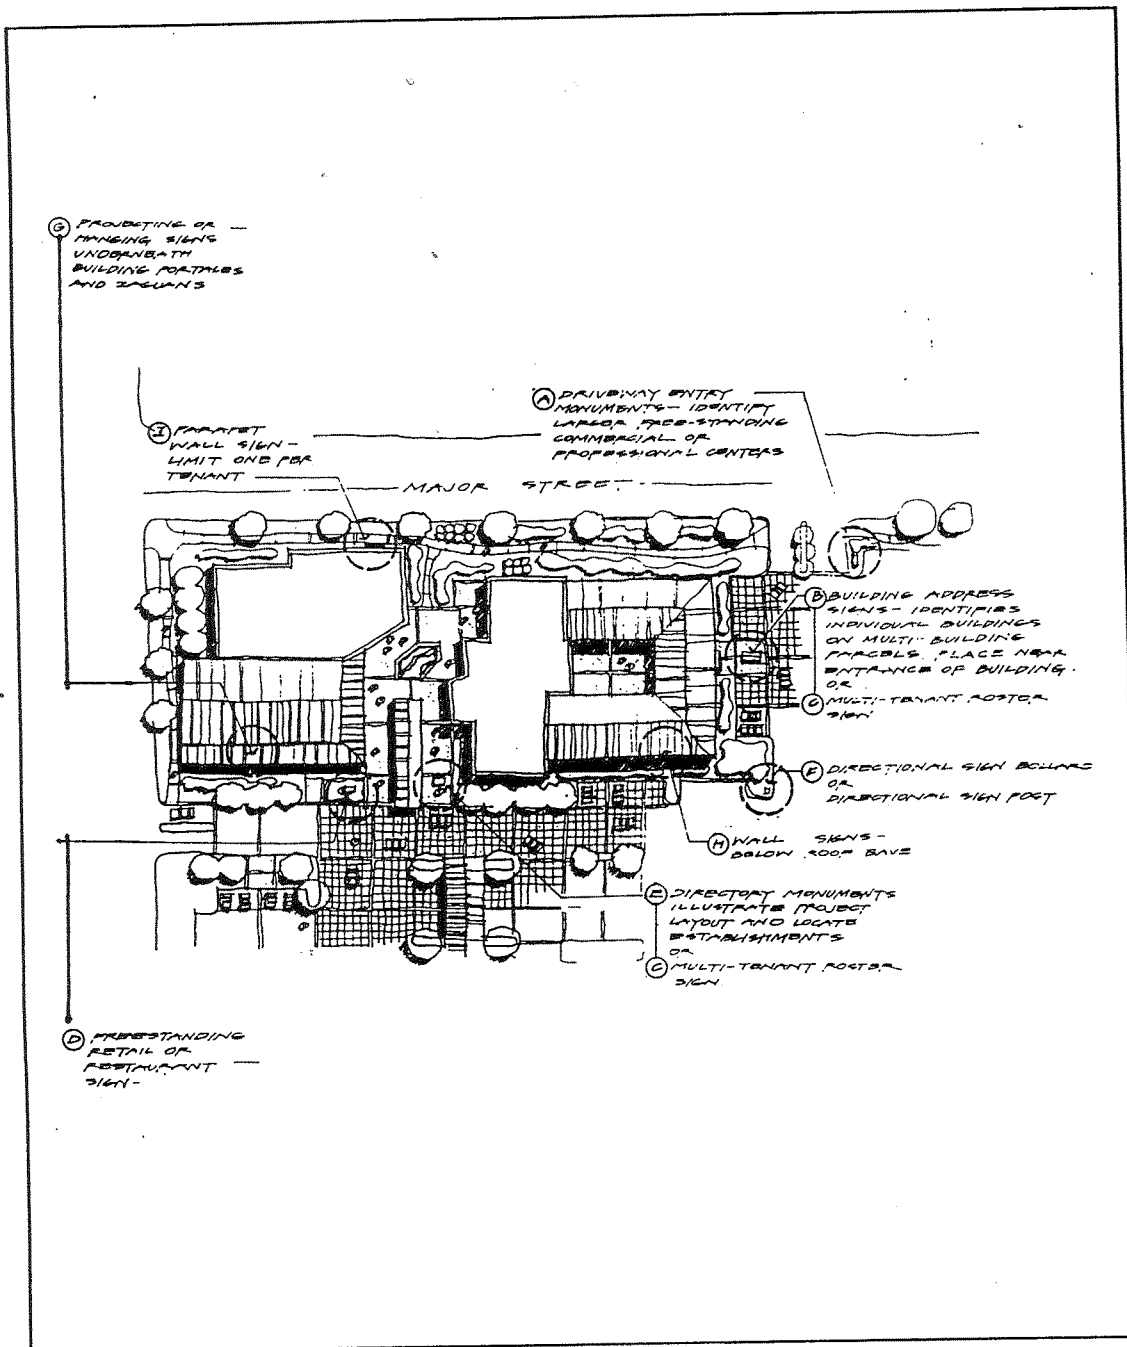 G PROJECTING OR
HANGING SIGNS
UNDERNEATH
BUILDING PORTALES
AND ZAGUANS
A DRIVEWAY ENTRY
MONUMENTS - IDENTIFY
LARGER FREE-STANDING
COMMERCIAL OR
PROFESSIONAL CENTERS
I PARAPET
WALL SIGN -
LIMIT ONE PER
TENANT
MAJOR STREET
B BUILDING ADDRESS
SIGNS - IDENTIFIES
INDIVIDUAL BUILDINGS
ON MULTI-BUILDING
PARCELS, PLACE NEAR
ENTRANCE OF BUILDING.
OR
C MULTI-TENANT ROSTER
SIGN
F DIRECTIONAL SIGN BOLLARD
OR
DIRECTIONAL SIGN POST
H WALL SIGNS -
BELOW ROOF EAVE
E DIRECTORY MONUMENTS
ILLUSTRATE PROJECT
LAYOUT AND LOCATE
ESTABLISHMENTS
OR
C MULTI-TENANT ROSTER
SIGN
D FREESTANDING
RETAIL OR
RESTAURANT
SIGN -